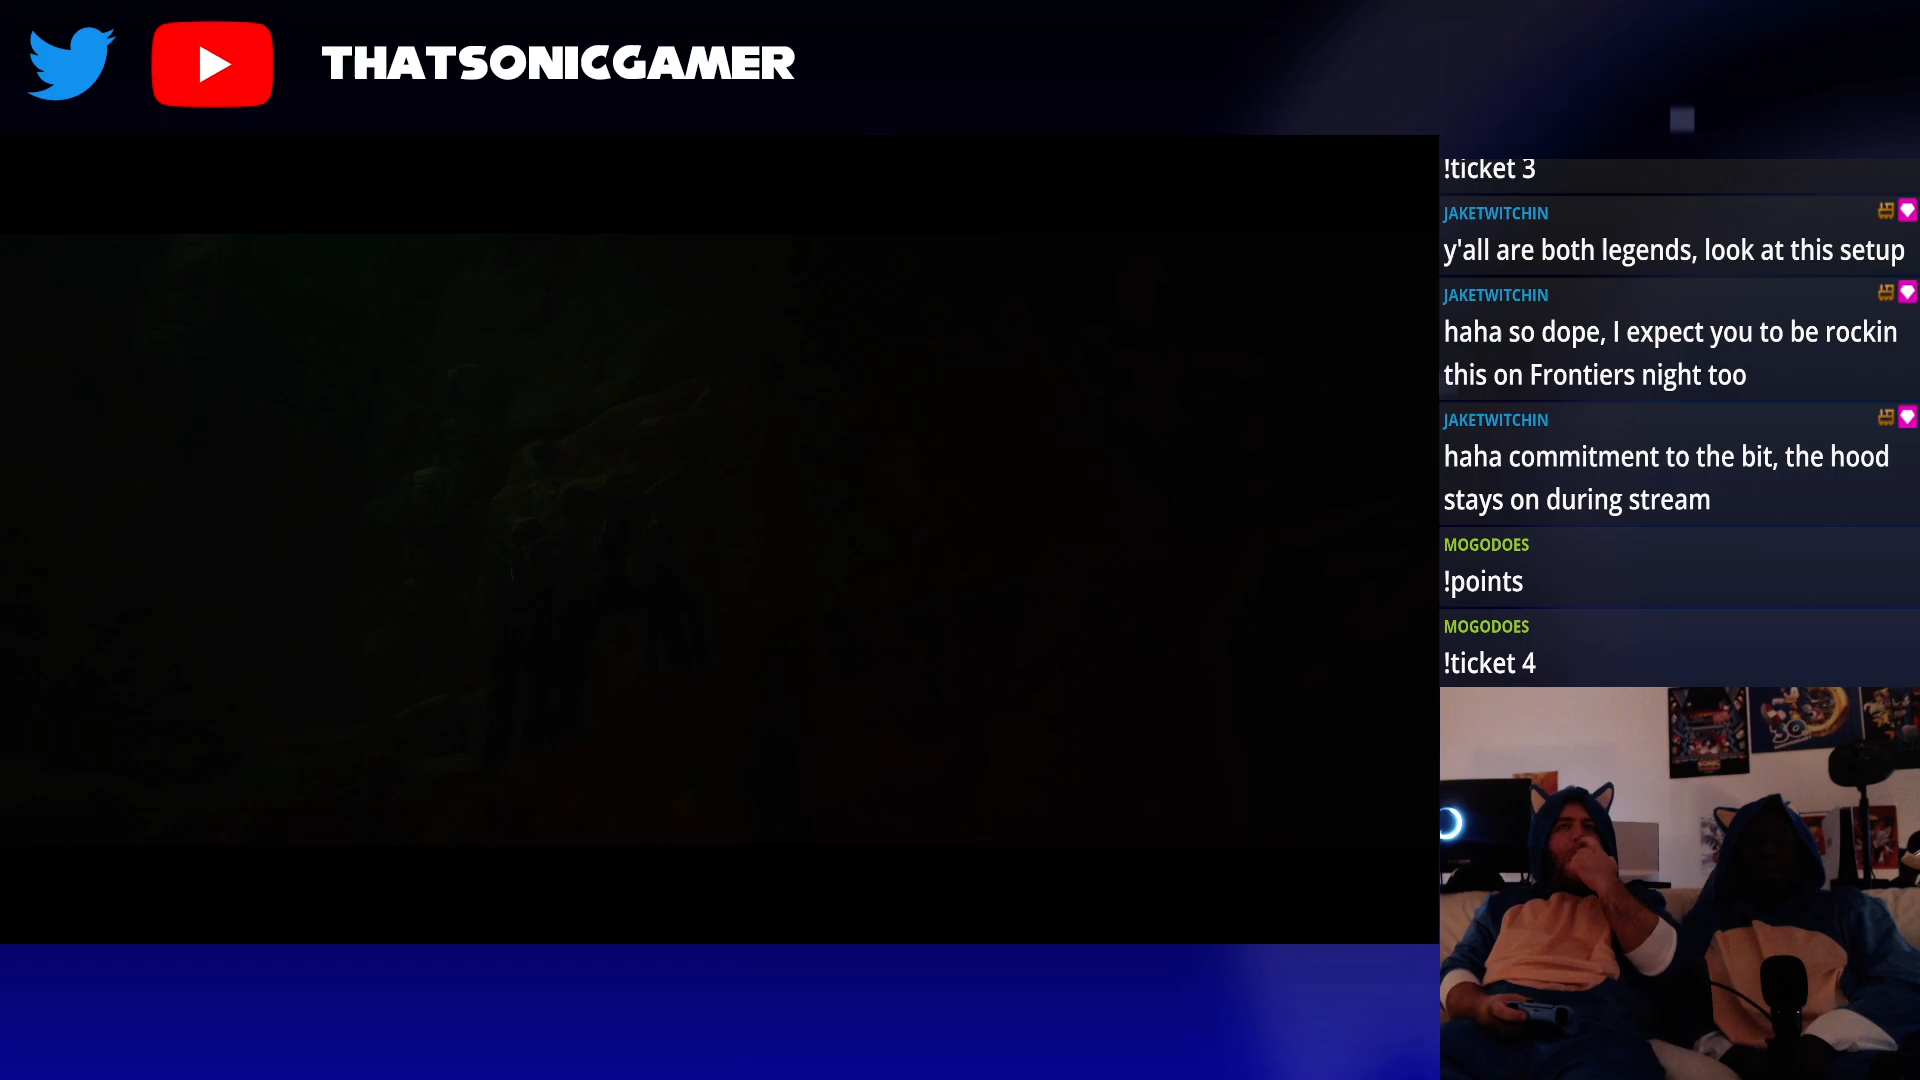 THATSONICGAMER
!ticket 3
JAKETWITCHIN
y'all are both legends, look at this setup
JAKETWITCHIN
haha so dope, I expect you to be rockin
this on Frontiers night too
JAKETWITCHIN
haha commitment to the bit, the hood
stays on during stream
MOGODOES
!points
MOGODOES
!ticket 4
30
SONIC